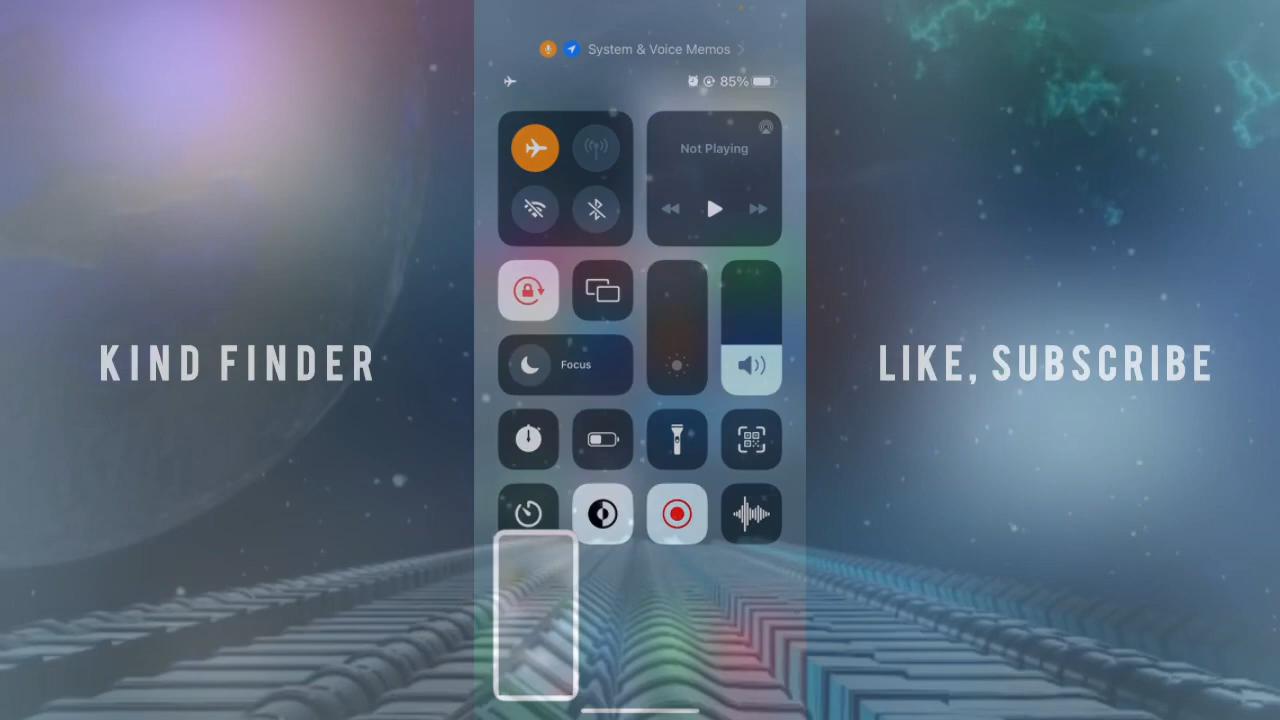 System & Voice Memos
85%
Not Playing
KIND FINDER
LIKE, SUBSCRIBE
Focus